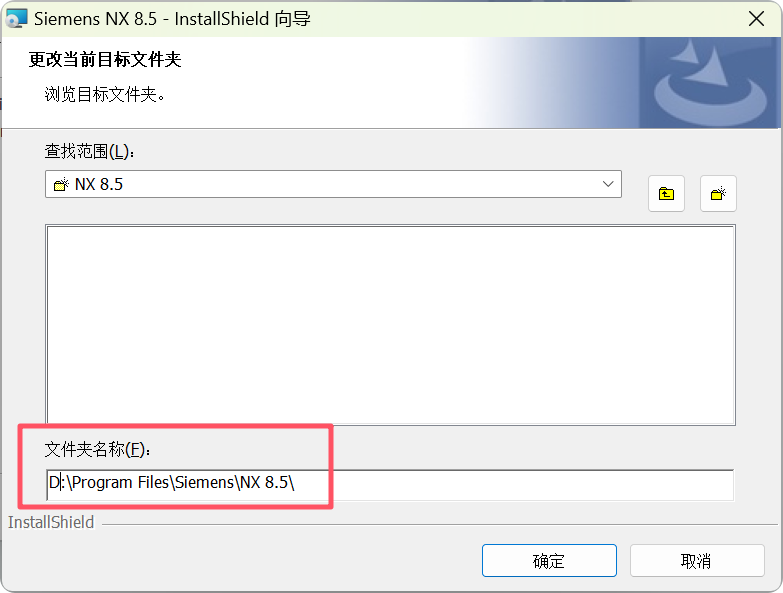 Siemens NX 8.5 - InstallShield 向导
更改当前目标文件夹
浏览目标文件夹。
查找范围(L):
NX 8.5
文件夹名称(F):
D:\Program Files\Siemens\NX 8.5\
InstallShield
确定
取消